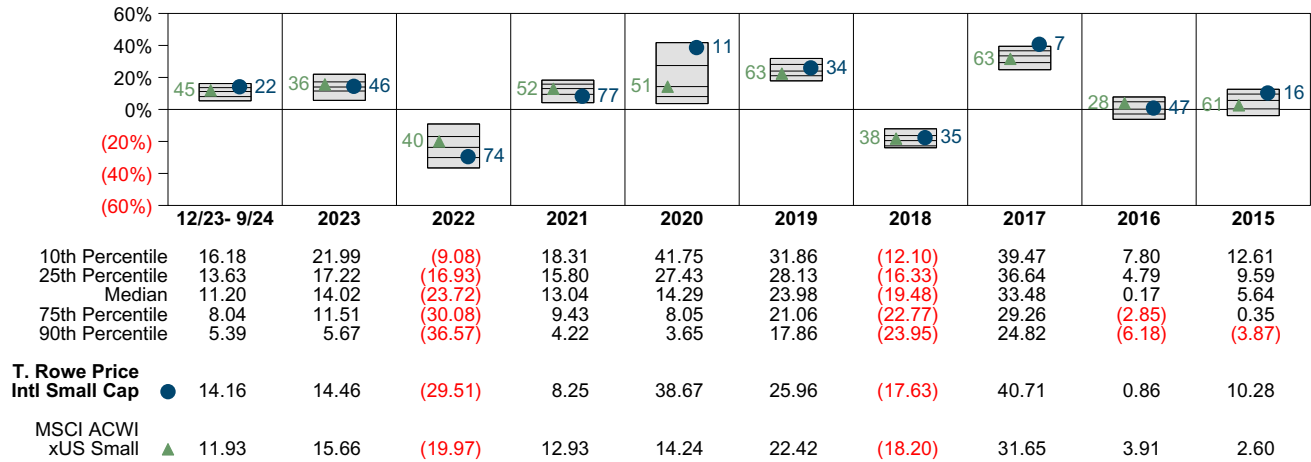 60%
40%
20%
0%
(20%)
(40%)
(60%)
45 22
36 46
40 74
52 77
51 11
63 34
38 35
63 7
28 47
61 16
12/23- 9/24 2023 2022 2021 2020 2019 2018 2017 2016 2015
10th Percentile 16.18 21.99 (9.08) 18.31 41.75 31.86 (12.10) 39.47 7.80 12.61
25th Percentile 13.63 17.22 (16.93) 15.80 27.43 28.13 (16.33) 36.64 4.79 9.59
Median 11.20 14.02 (23.72) 13.04 14.29 23.98 (19.48) 33.48 0.17 5.64
75th Percentile 8.04 11.51 (30.08) 9.43 8.05 21.06 (22.77) 29.26 (2.85) 0.35
90th Percentile 5.39 5.67 (36.57) 4.22 3.65 17.86 (23.95) 24.82 (6.18) (3.87)
T. Rowe Price
Intl Small Cap 14.16 14.46 (29.51) 8.25 38.67 25.96 (17.63) 40.71 0.86 10.28
MSCI ACWI
xUS Small 11.93 15.66 (19.97) 12.93 14.24 22.42 (18.20) 31.65 3.91 2.60